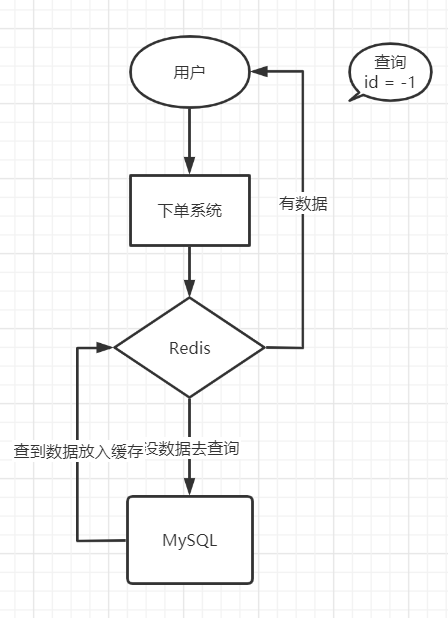 用户
查询
id = -1
下单系统
有数据
Redis
查到数据放入缓存
没数据去查询
MySQL